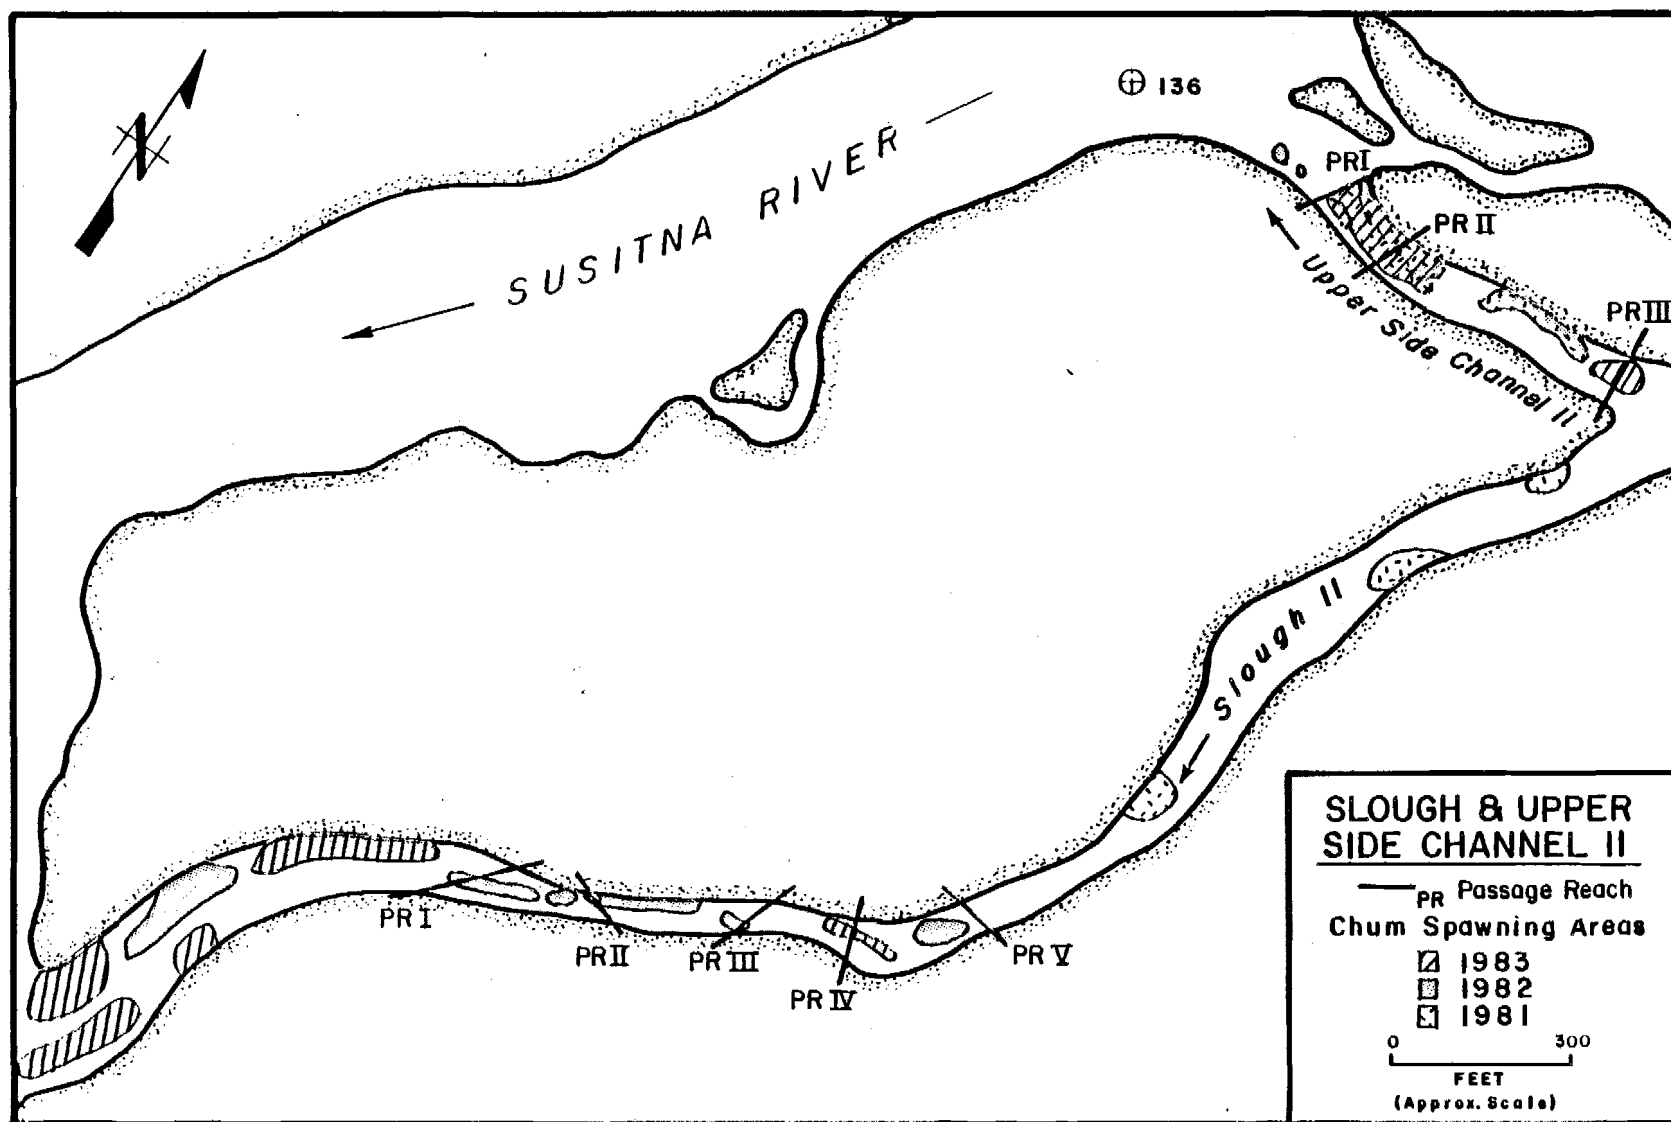 N
136
SUSITNA RIVER
PR I
PR II
PR III
Upper Side Channel II
Slough II
PR I
PR II
PR III
PR IV
PR V
SLOUGH & UPPER
SIDE CHANNEL II
PR Passage Reach
Chum Spawning Areas
1983
1982
1981
0 300
FEET
(Approx. Scale)